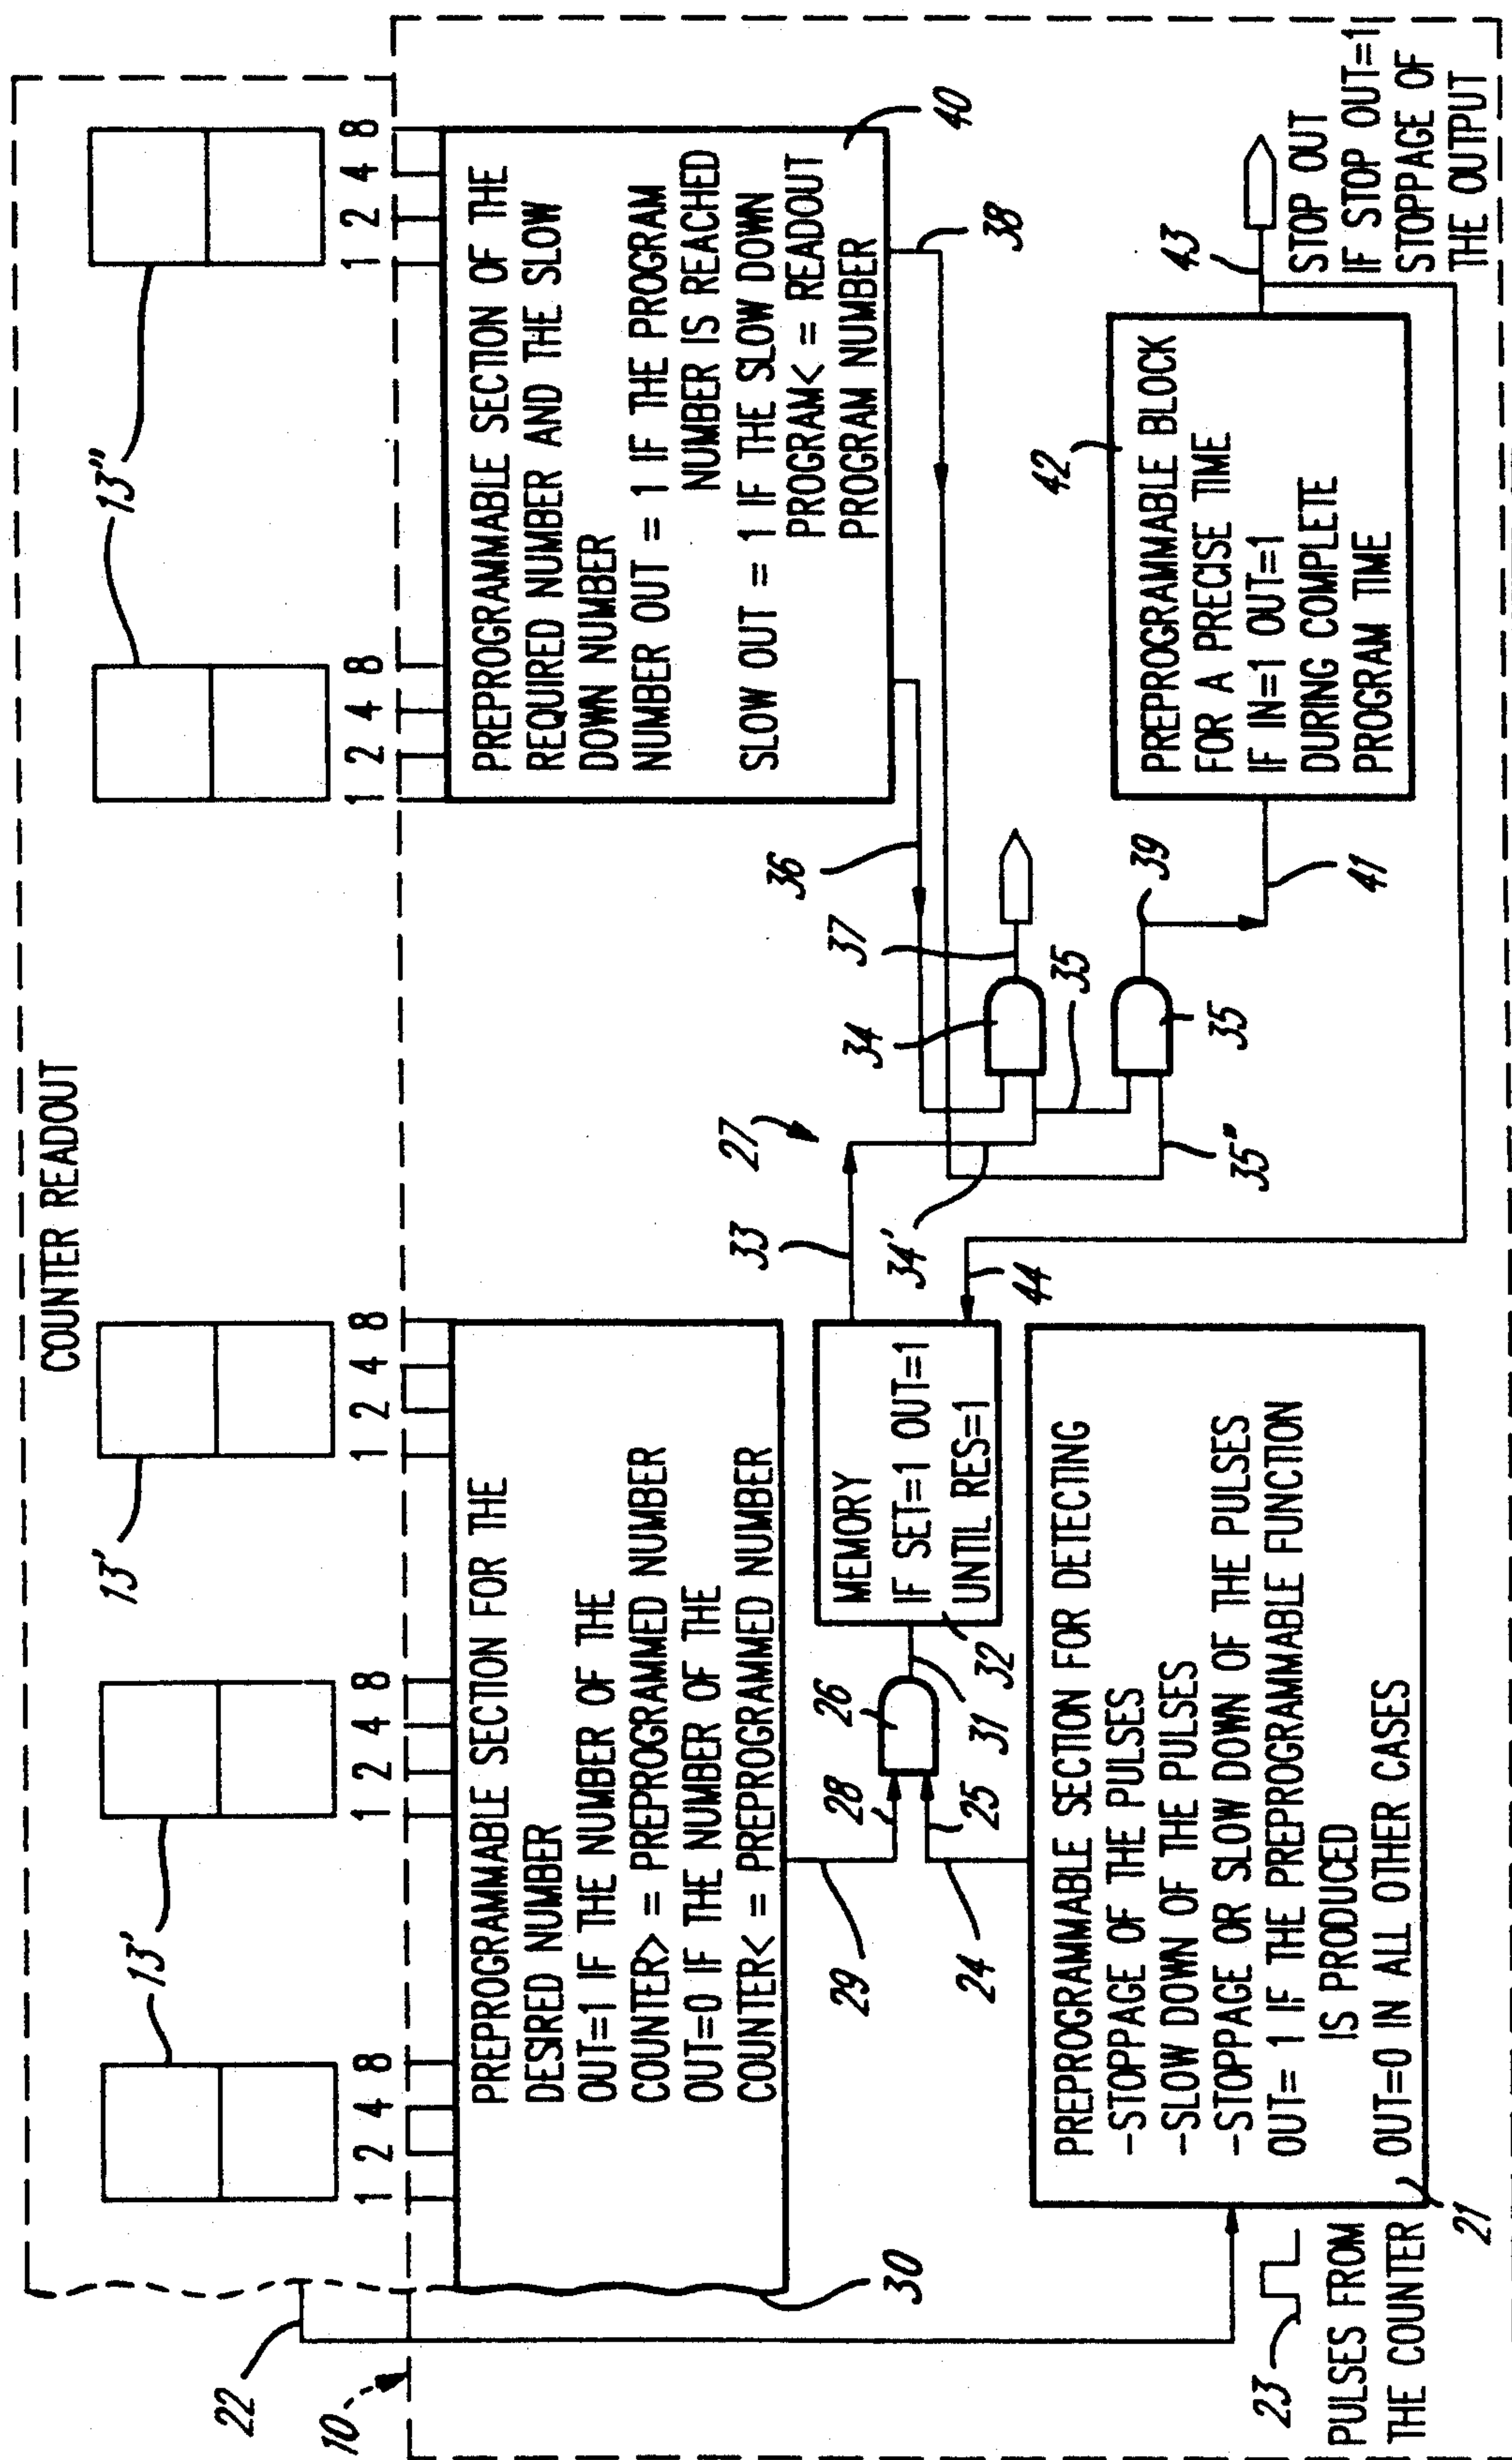 COUNTER READOUT
13'
13'
13"
1 2 4 8
1 2 4 8
1 2 4 8
1 2 4 8
1 2 4 8
22
10
PREPROGRAMMABLE SECTION FOR THE
DESIRED NUMBER
OUT=1 IF THE NUMBER OF THE
COUNTER> = PREPROGRAMMED NUMBER
OUT=0 IF THE NUMBER OF THE
COUNTER< = PREPROGRAMMED NUMBER
30
PREPROGRAMABLE SECTION OF THE
REQUIRED NUMBER AND THE SLOW
DOWN NUMBER
NUMBER OUT = 1 IF THE PROGRAM
NUMBER IS REACHED
SLOW OUT = 1 IF THE SLOW DOWN
PROGRAM< = READOUT
PROGRAM NUMBER
40
29
28
26
24
25
31
32
MEMORY
IF SET=1 OUT=1
UNTIL RES=1
33
27
34'
44
34
37
36
35
35
35"
38
39
41
42
PREPROGRAMMABLE BLOCK
FOR A PRECISE TIME
IF IN=1 OUT=1
DURING COMPLETE
PROGRAM TIME
43
STOP OUT
IF STOP OUT=1
STOPPAGE OF
THE OUTPUT
PREPROGRAMMABLE SECTION FOR DETECTING
-STOPPAGE OF THE PULSES
-SLOW DOWN OF THE PULSES
-STOPPAGE OR SLOW DOWN OF THE PULSES
OUT= 1 IF THE PREPROGRAMMABLE FUNCTION
IS PRODUCED
OUT=0 IN ALL OTHER CASES
21
23
PULSES FROM
THE COUNTER